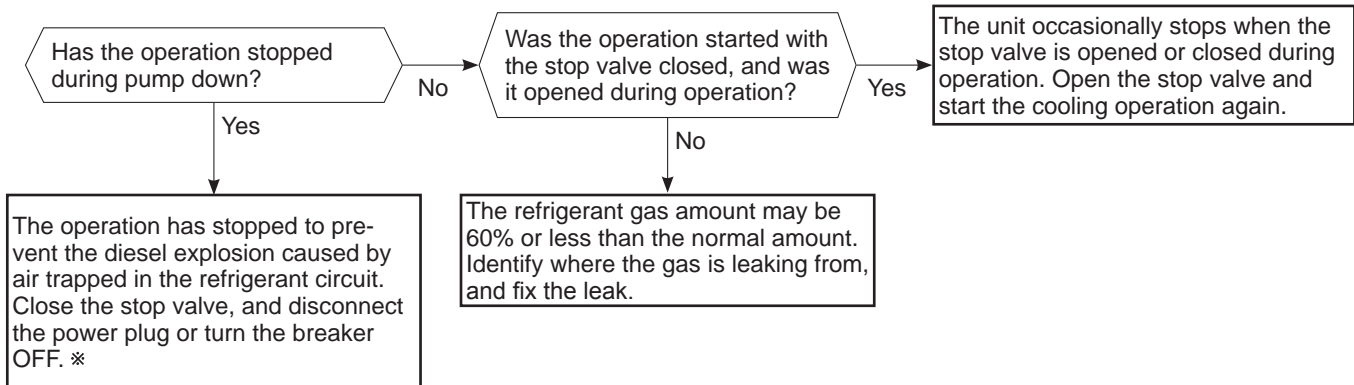 Has the operation stopped
during pump down?
No
Yes
Was the operation started with
the stop valve closed, and was
it opened during operation?
Yes
No
The unit occasionally stops when the
stop valve is opened or closed during
operation. Open the stop valve and
start the cooling operation again.
The operation has stopped to pre-
vent the diesel explosion caused by
air trapped in the refrigerant circuit.
Close the stop valve, and disconnect
the power plug or turn the breaker
OFF. ※
The refrigerant gas amount may be
60% or less than the normal amount.
Identify where the gas is leaking from,
and fix the leak.